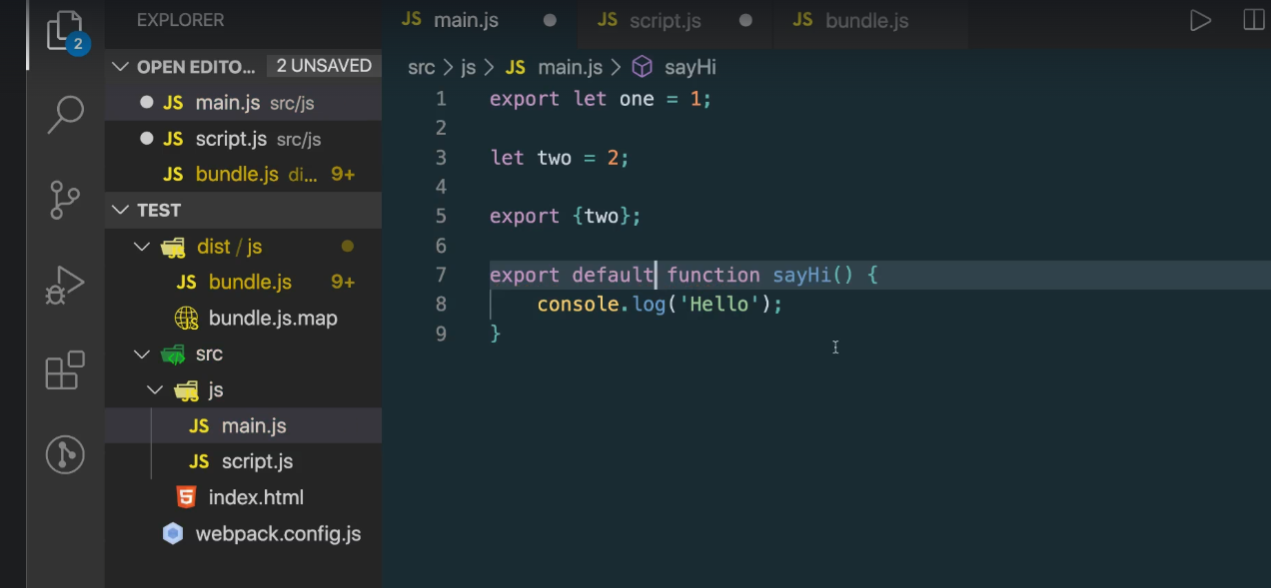 EXPLORER
2
OPEN EDITO... 2 UNSAVED
JS main.js src/js
JS script.js src/js
JS bundle.js di... 9+
TEST
dist / js
JS bundle.js 9+
bundle.js.map
src
js
JS main.js
JS script.js
5 index.html
webpack.config.js
JS main.js JS script.js JS bundle.js
src > js > JS main.js > sayHi
1 export let one = 1;
2
3 let two = 2;
4
5 export {two};
6
7 export default function sayHi() {
8 console.log('Hello');
9 }